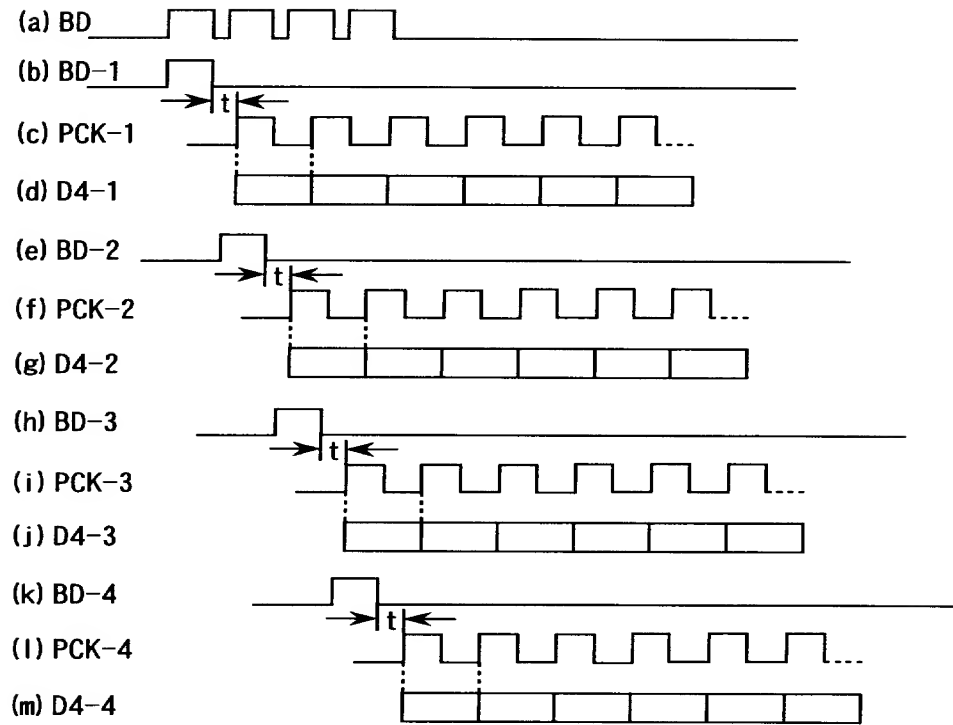 (a) BD
(b) BD-1
t
(c) PCK-1
(d) D4-1
(e) BD-2
t
(f) PCK-2
(g) D4-2
(h) BD-3
t
(i) PCK-3
(j) D4-3
(k) BD-4
t
(l) PCK-4
(m) D4-4